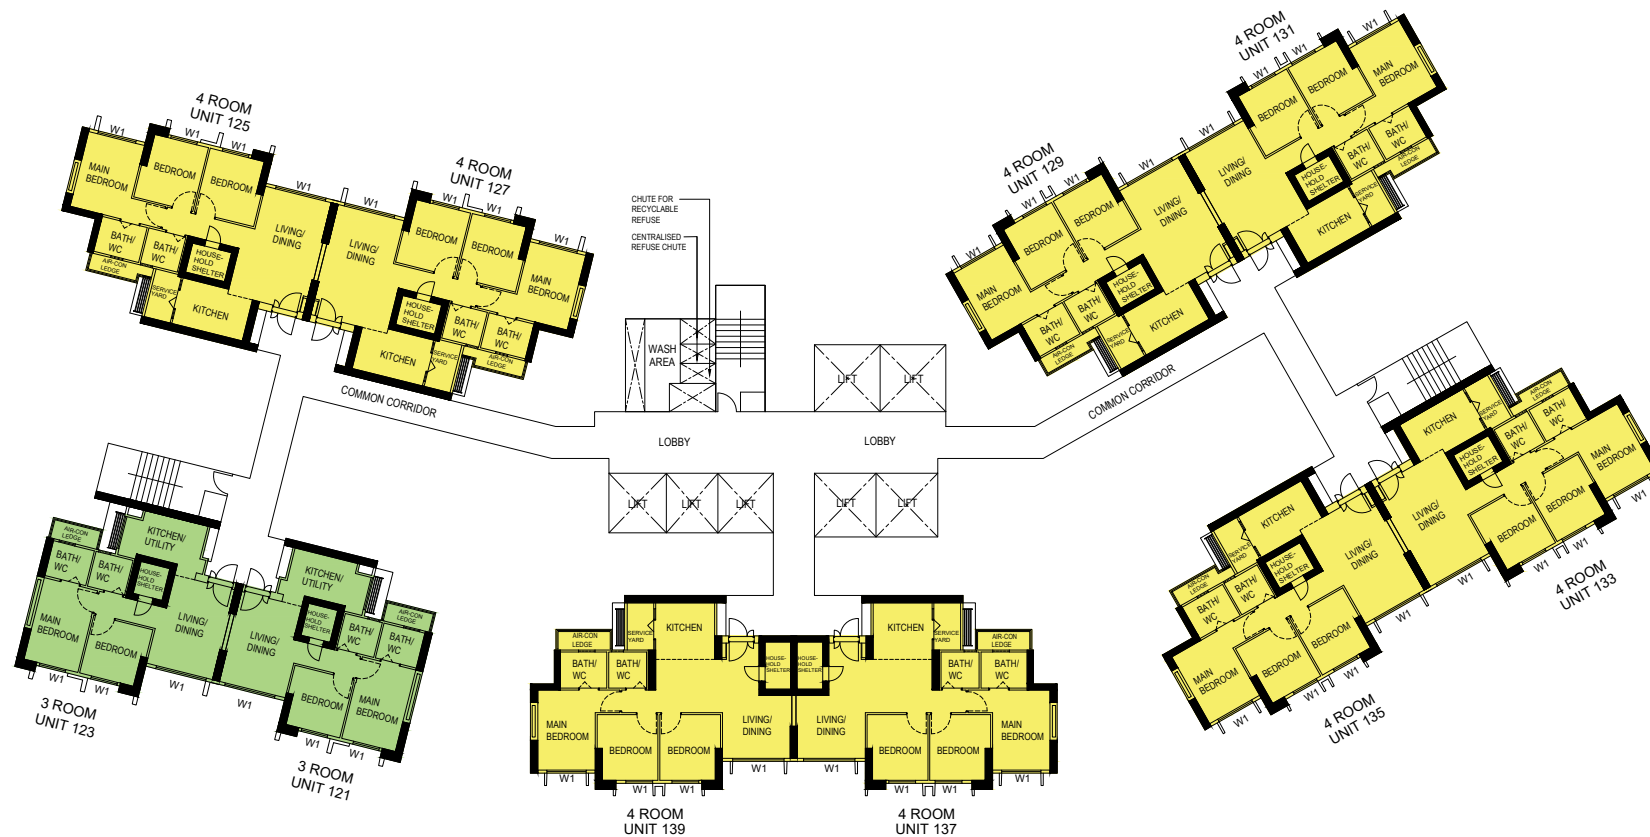 4 ROOM
UNIT 125
W1
W1
W1
MAIN
BEDROOM
BEDROOM
BEDROOM
BATH/
WC
BATH/
WC
AIR-CON
LEDGE
HOUSE-
HOLD
SHELTER
SERVICE
YARD
KITCHEN
LIVING/
DINING
W1
4 ROOM
UNIT 127
W1
W1
W1
W1
LIVING/
DINING
BEDROOM
BEDROOM
MAIN
BEDROOM
HOUSE-
HOLD
SHELTER
BATH/
WC
BATH/
WC
KITCHEN
SERVICE
YARD
AIR-CON
LEDGE
COMMON CORRIDOR
CHUTE FOR
RECYCLABLE
REFUSE
CENTRALISED
REFUSE CHUTE
WASH
AREA
LIFT
LIFT
LOBBY
LOBBY
LIFT
LIFT
LIFT
LIFT
LIFT
COMMON CORRIDOR
4 ROOM
UNIT 129
W1
W1
W1
W1
MAIN
BEDROOM
BEDROOM
BEDROOM
LIVING/
DINING
HOUSE-
HOLD
SHELTER
BATH/
WC
BATH/
WC
AIR-CON
LEDGE
SERVICE
YARD
KITCHEN
4 ROOM
UNIT 131
W1
W1
W1
W1
LIVING/
DINING
BEDROOM
BEDROOM
MAIN
BEDROOM
HOUSE-
HOLD
SHELTER
BATH/
WC
BATH/
WC
AIR-CON
LEDGE
KITCHEN
SERVICE
YARD
KITCHEN
SERVICE
YARD
AIR-CON
LEDGE
BATH/
WC
BATH/
WC
HOUSE-
HOLD
SHELTER
LIVING/
DINING
BEDROOM
BEDROOM
MAIN
BEDROOM
W1
W1
W1
W1
4 ROOM
UNIT 133
KITCHEN
SERVICE
YARD
AIR-CON
LEDGE
BATH/
WC
BATH/
WC
HOUSE-
HOLD
SHELTER
LIVING/
DINING
MAIN
BEDROOM
BEDROOM
BEDROOM
W1
W1
W1
W1
4 ROOM
UNIT 135
AIR-CON
LEDGE
KITCHEN/
UTILITY
BATH/
WC
BATH/
WC
HOUSE-
HOLD
SHELTER
MAIN
BEDROOM
BEDROOM
LIVING/
DINING
W1
W1
W1
3 ROOM
UNIT 123
KITCHEN/
UTILITY
HOUSE-
HOLD
SHELTER
AIR-CON
LEDGE
BATH/
WC
BATH/
WC
LIVING/
DINING
BEDROOM
MAIN
BEDROOM
W1
W1
W1
3 ROOM
UNIT 121
AIR-CON
LEDGE
SERVICE
YARD
KITCHEN
BATH/
WC
BATH/
WC
HOUSE-
HOLD
SHELTER
MAIN
BEDROOM
BEDROOM
BEDROOM
LIVING/
DINING
W1
W1
W1
W1
4 ROOM
UNIT 139
KITCHEN
SERVICE
YARD
AIR-CON
LEDGE
HOUSE-
HOLD
SHELTER
BATH/
WC
BATH/
WC
LIVING/
DINING
BEDROOM
BEDROOM
MAIN
BEDROOM
W1
W1
W1
W1
4 ROOM
UNIT 137